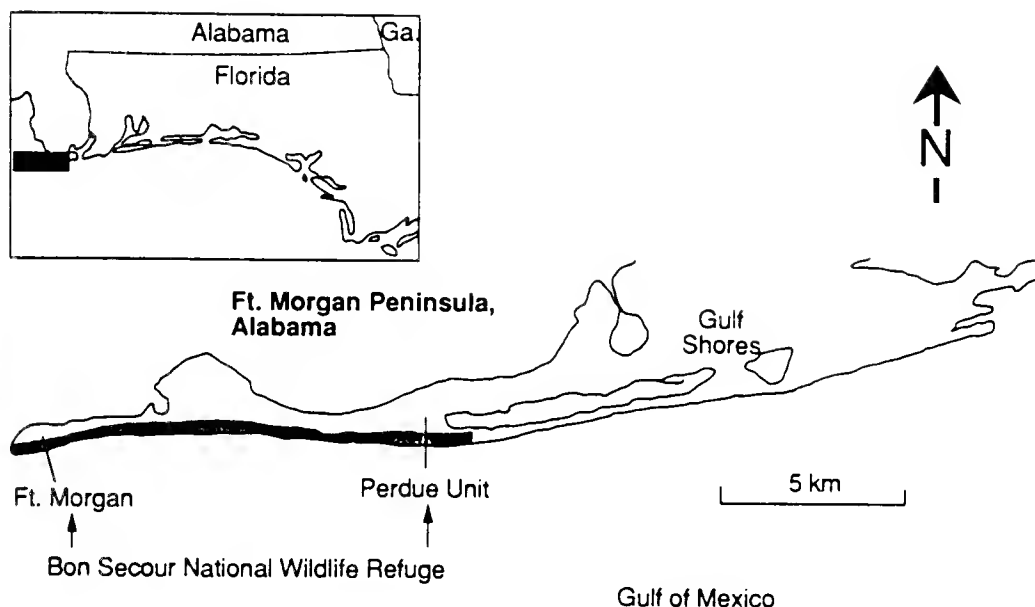 Alabama
Ga.
Florida
N
Ft. Morgan Peninsula,
Alabama
Gulf
Shores
Ft. Morgan
Perdue Unit
5 km
Bon Secour National Wildlife Refuge
Gulf of Mexico